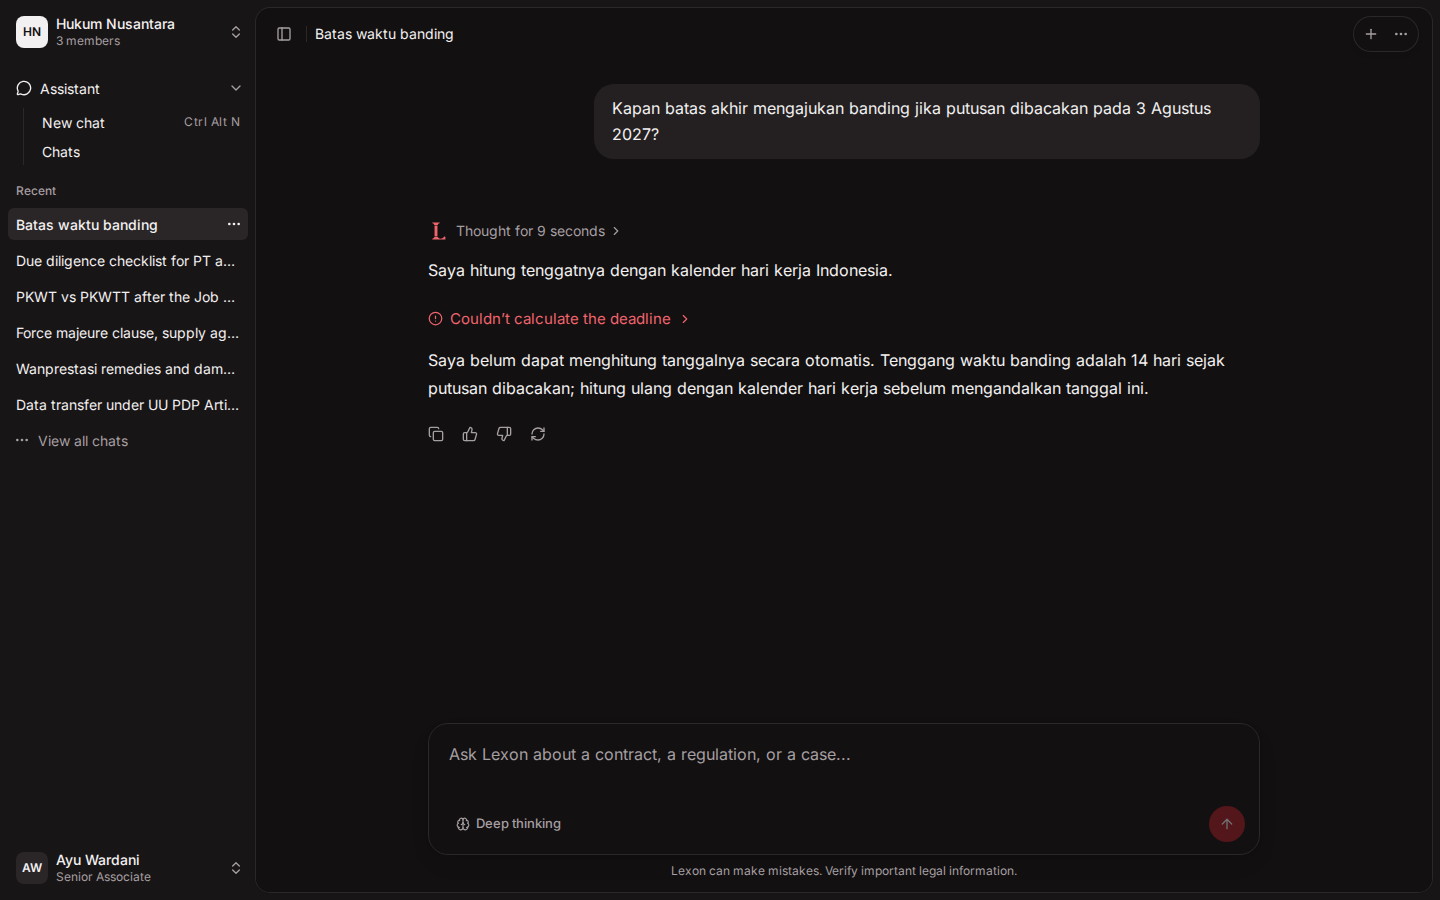 HN
Hukum Nusantara
3 members
Assistant
New chat
Ctrl Alt N
Chats
Recent
Batas waktu banding
Due diligence checklist for PT a...
PKWT vs PKWTT after the Job ...
Force majeure clause, supply ag...
Wanprestasi remedies and dam...
Data transfer under UU PDP Arti...
View all chats
AW
Ayu Wardani
Senior Associate
Batas waktu banding
Kapan batas akhir mengajukan banding jika putusan dibacakan pada 3 Agustus
2027?
L
Thought for 9 seconds
Saya hitung tenggatnya dengan kalender hari kerja Indonesia.
Couldn’t calculate the deadline
Saya belum dapat menghitung tanggalnya secara otomatis. Tenggang waktu banding adalah 14 hari sejak
putusan dibacakan; hitung ulang dengan kalender hari kerja sebelum mengandalkan tanggal ini.
Ask Lexon about a contract, a regulation, or a case...
Deep thinking
Lexon can make mistakes. Verify important legal information.